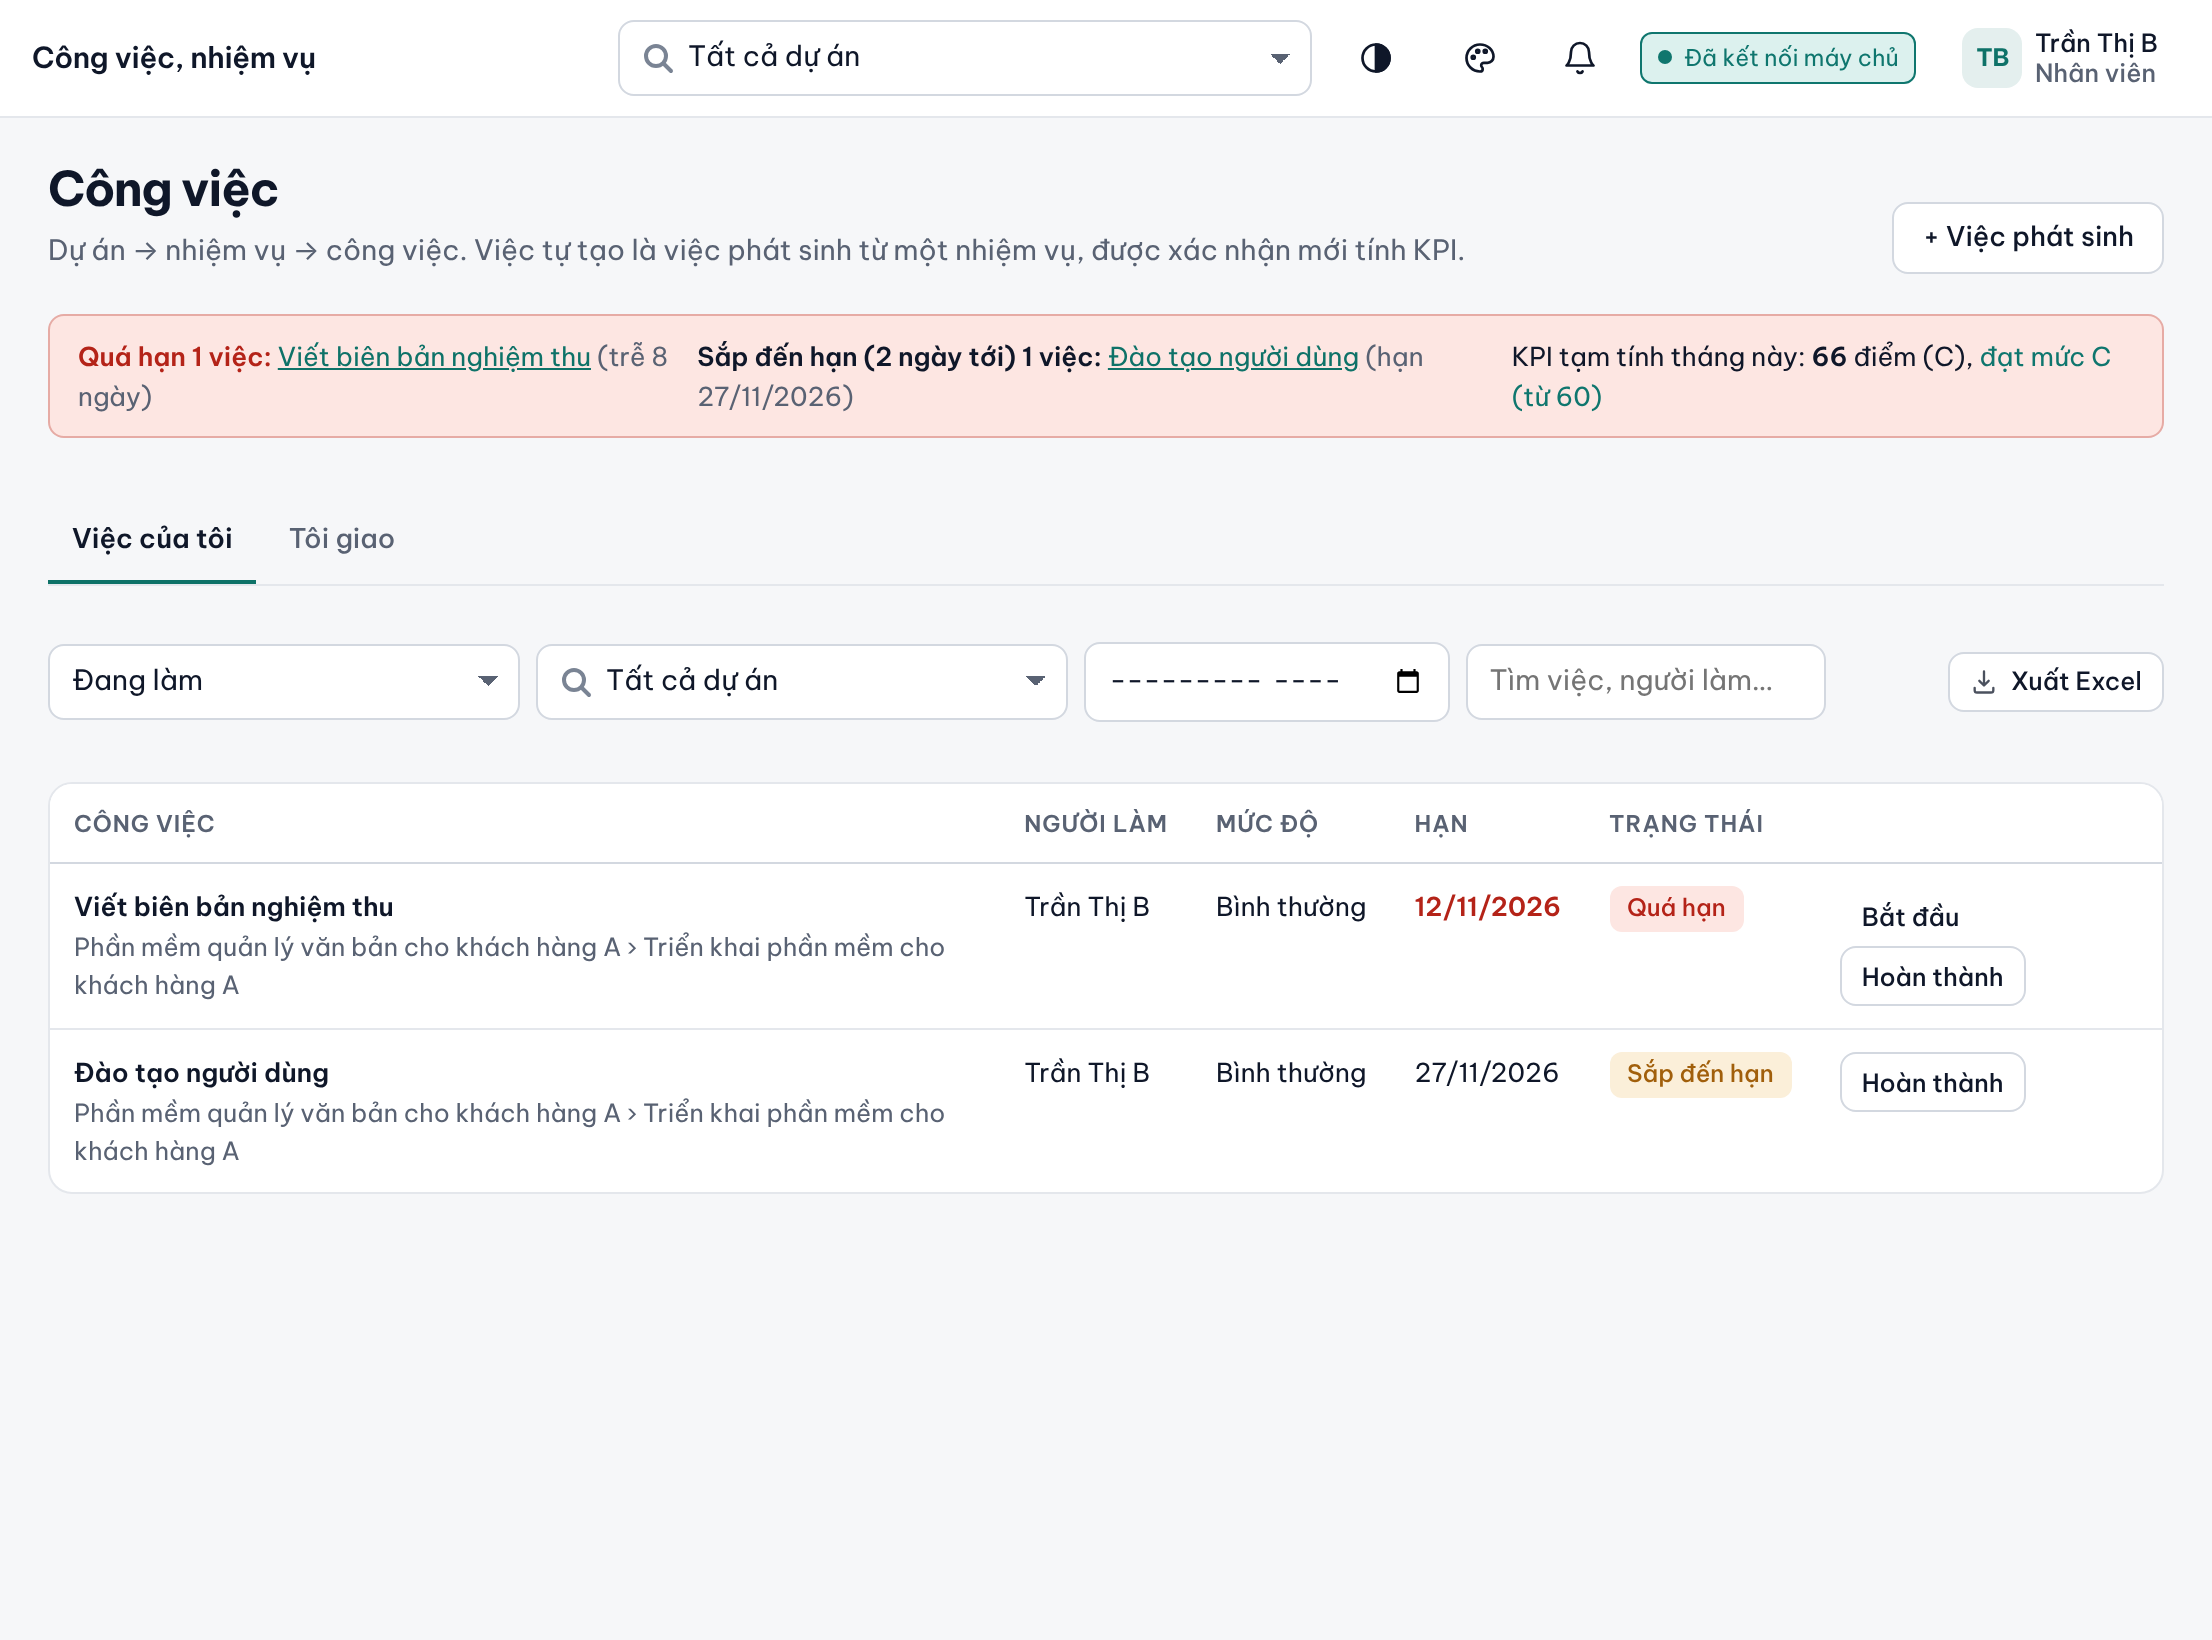 Công việc, nhiệm vụ
Tất cả dự án
Đã kết nối máy chủ
TB
Trần Thị B
Nhân viên
Công việc
Dự án → nhiệm vụ → công việc. Việc tự tạo là việc phát sinh từ một nhiệm vụ, được xác nhận mới tính KPI.
+ Việc phát sinh
Quá hạn 1 việc: Viết biên bản nghiệm thu (trễ 8 ngày)
Sắp đến hạn (2 ngày tới) 1 việc: Đào tạo người dùng (hạn 27/11/2026)
KPI tạm tính tháng này: 66 điểm (C), đạt mức C (từ 60)
Việc của tôi
Tôi giao
Đang làm
Tất cả dự án
--------- ----
Tìm việc, người làm...
Xuất Excel
CÔNG VIỆC
NGƯỜI LÀM
MỨC ĐỘ
HẠN
TRẠNG THÁI
Viết biên bản nghiệm thu
Phần mềm quản lý văn bản cho khách hàng A › Triển khai phần mềm cho
khách hàng A
Trần Thị B
Bình thường
12/11/2026
Quá hạn
Bắt đầu
Hoàn thành
Đào tạo người dùng
Phần mềm quản lý văn bản cho khách hàng A › Triển khai phần mềm cho
khách hàng A
Trần Thị B
Bình thường
27/11/2026
Sắp đến hạn
Hoàn thành